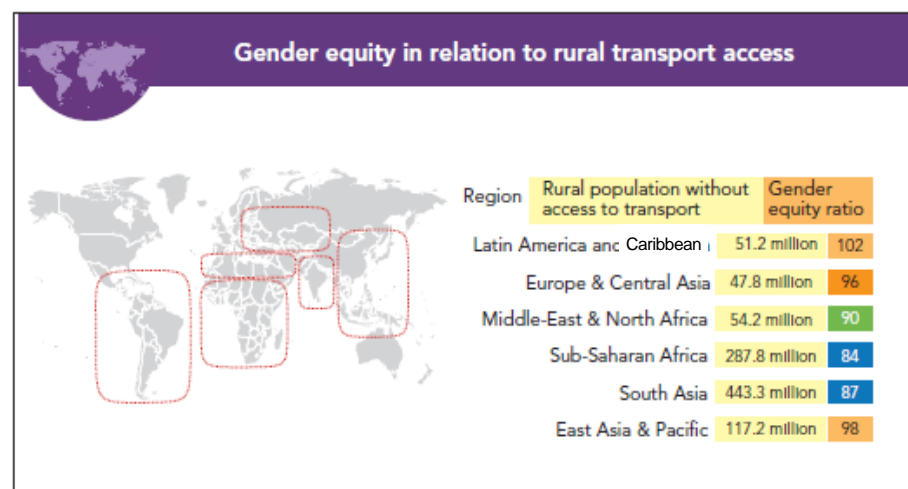 Gender equity in relation to rural transport access
Region Rural population without access to transport Gender equity ratio
Latin America and Caribbean 51.2 million 102
Europe & Central Asia 47.8 million 96
Middle-East & North Africa 54.2 million 90
Sub-Saharan Africa 287.8 million 84
South Asia 443.3 million 87
East Asia & Pacific 117.2 million 98